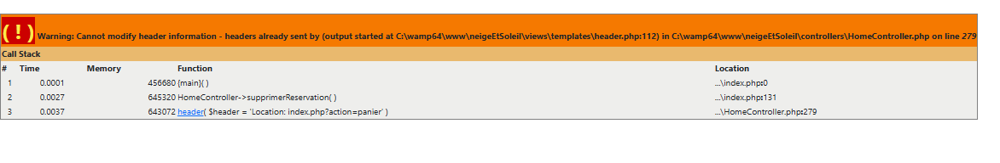 ( ! ) Warning: Cannot modify header information - headers already sent by (output started at C:\wamp64\www\neigeEtSoleil\views\templates\header.php:112) in C:\wamp64\www\neigeEtSoleil\controllers\HomeController.php on line 279
Call Stack
# Time Memory Function Location
1 0.0001 456680 {main}( ) ...\index.php:0
2 0.0027 645320 HomeController->supprimerReservation( ) ...\index.php:131
3 0.0037 643072 header( $header = 'Location: index.php?action=panier' ) ...\HomeController.php:279